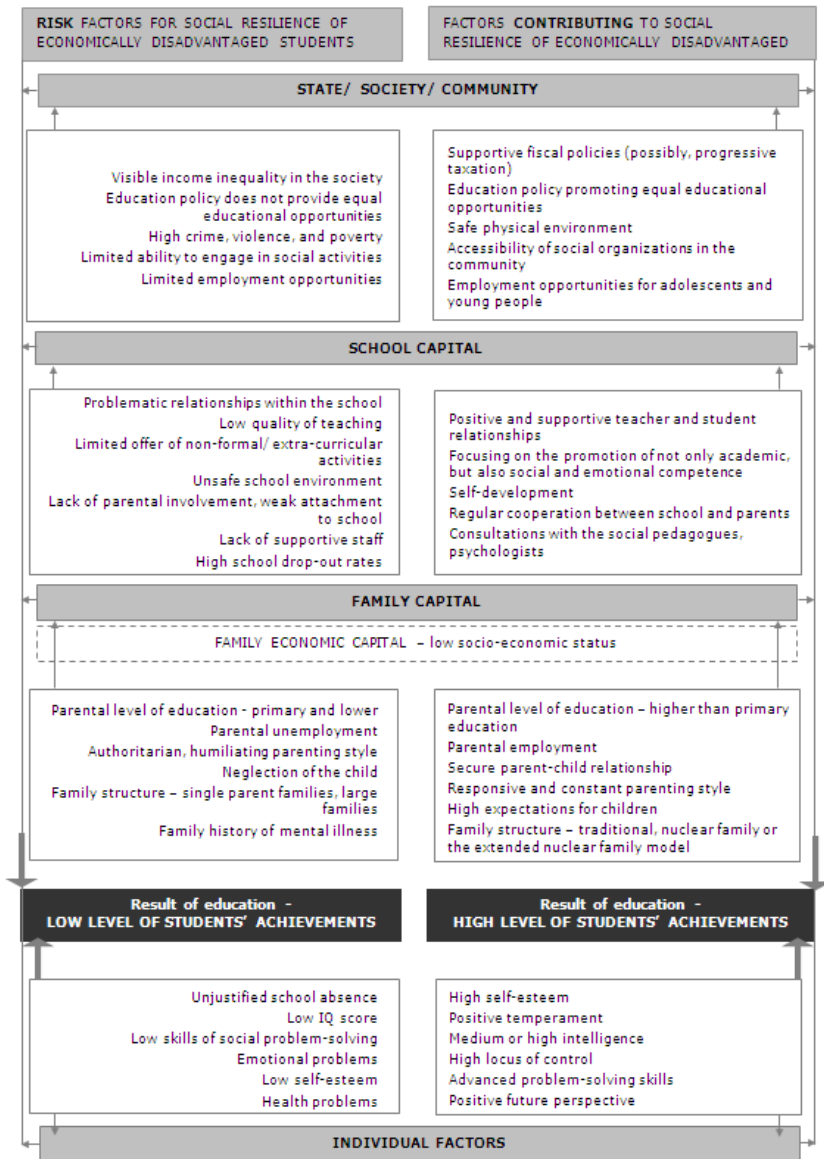 RISK FACTORS FOR SOCIAL RESILIENCE OF
ECONOMICALLY DISADVANTAGED STUDENTS
FACTORS CONTRIBUTING TO SOCIAL
RESILIENCE OF ECONOMICALLY DISADVANTAGED
STATE/ SOCIETY/ COMMUNITY
Visible income inequality in the society
Education policy does not provide equal
educational opportunities
High crime, violence, and poverty
Limited ability to engage in social activities
Limited employment opportunities
Supportive fiscal policies (possibly, progressive
taxation)
Education policy promoting equal educational
opportunities
Safe physical environment
Accessibility of social organizations in the
community
Employment opportunities for adolescents and
young people
SCHOOL CAPITAL
Problematic relationships within the school
Low quality of teaching
Limited offer of non-formal/ extra-curricular
activities
Unsafe school environment
Lack of parental involvement, weak attachment
to school
Lack of supportive staff
High school drop-out rates
Positive and supportive teacher and student
relationships
Focusing on the promotion of not only academic,
but also social and emotional competence
Self-development
Regular cooperation between school and parents
Consultations with the social pedagogues,
psychologists
FAMILY CAPITAL
FAMILY ECONOMIC CAPITAL – low socio-economic status
Parental level of education - primary and lower
Parental unemployment
Authoritarian, humiliating parenting style
Neglection of the child
Family structure – single parent families, large
families
Family history of mental illness
Parental level of education – higher than primary
education
Parental employment
Secure parent-child relationship
Responsive and constant parenting style
High expectations for children
Family structure – traditional, nuclear family or
the extended nuclear family model
Result of education -
LOW LEVEL OF STUDENTS’ ACHIEVEMENTS
Result of education -
HIGH LEVEL OF STUDENTS’ ACHIEVEMENTS
Unjustified school absence
Low IQ score
Low skills of social problem-solving
Emotional problems
Low self-esteem
Health problems
High self-esteem
Positive temperament
Medium or high intelligence
High locus of control
Advanced problem-solving skills
Positive future perspective
INDIVIDUAL FACTORS